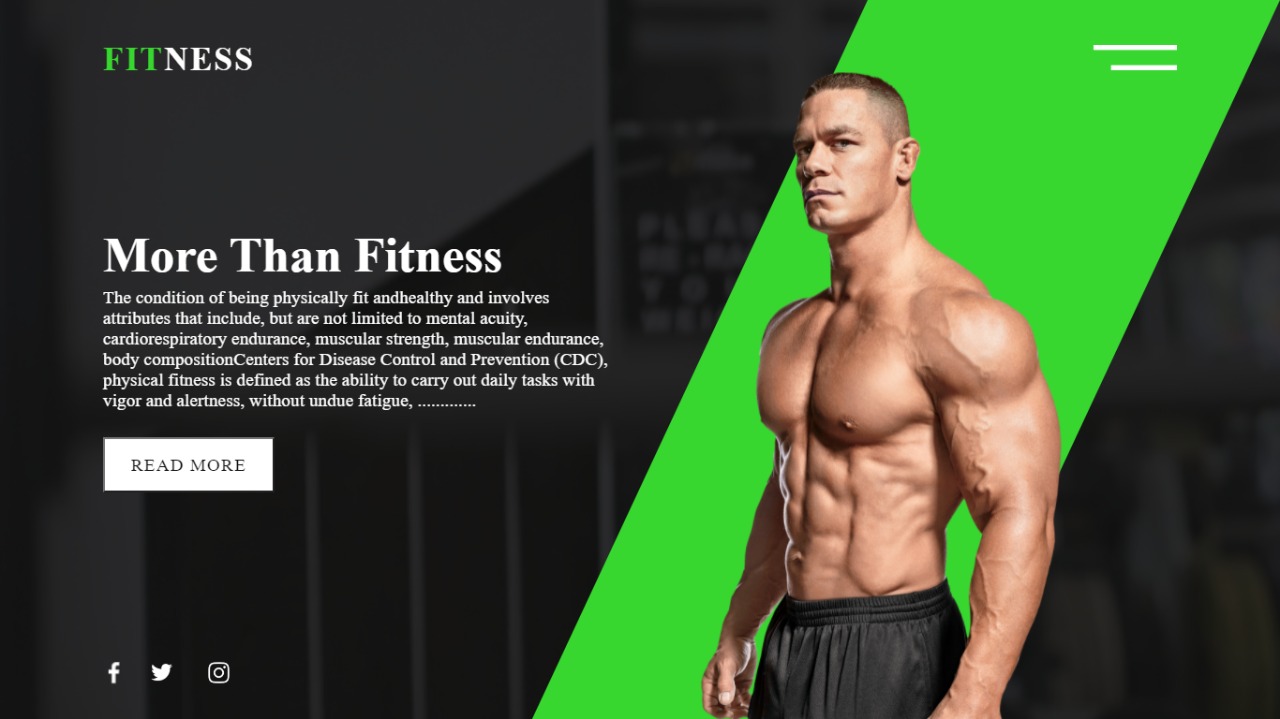 FITNESS
More Than Fitness
The condition of being physically fit andhealthy and involves
attributes that include, but are not limited to mental acuity,
cardiorespiratory endurance, muscular strength, muscular endurance,
body compositionCenters for Disease Control and Prevention (CDC),
physical fitness is defined as the ability to carry out daily tasks with
vigor and alertness, without undue fatigue, .............
READ MORE